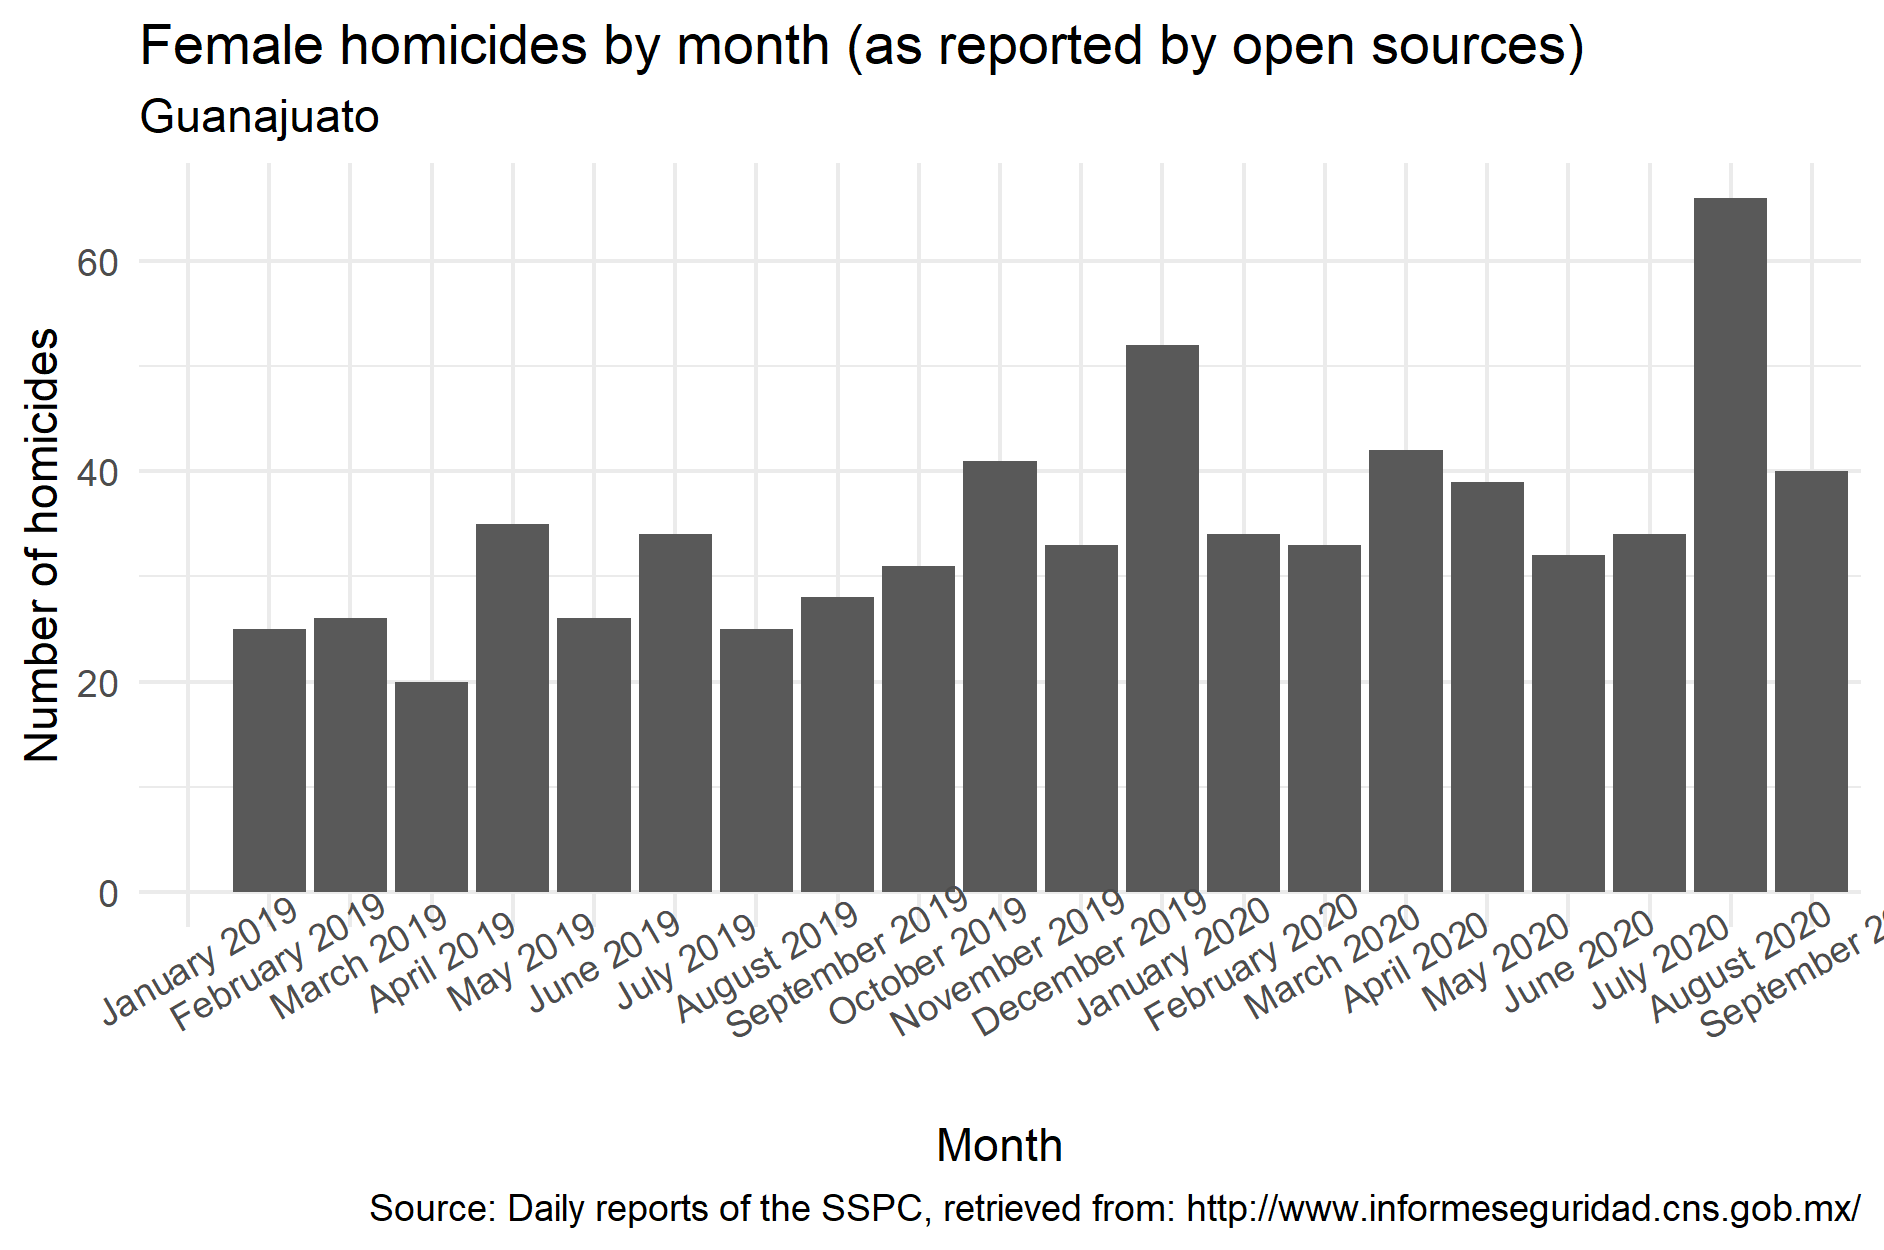 Female homicides by month (as reported by open sources)
Guanajuato
Number of homicides
60
40
20
0
January 2019
February 2019
March 2019
April 2019
May 2019
June 2019
July 2019
August 2019
September 2019
October 2019
November 2019
December 2019
January 2020
February 2020
March 2020
April 2020
May 2020
June 2020
July 2020
August 2020
September
Month
Source: Daily reports of the SSPC, retrieved from: http://www.informeseguridad.cns.gob.mx/